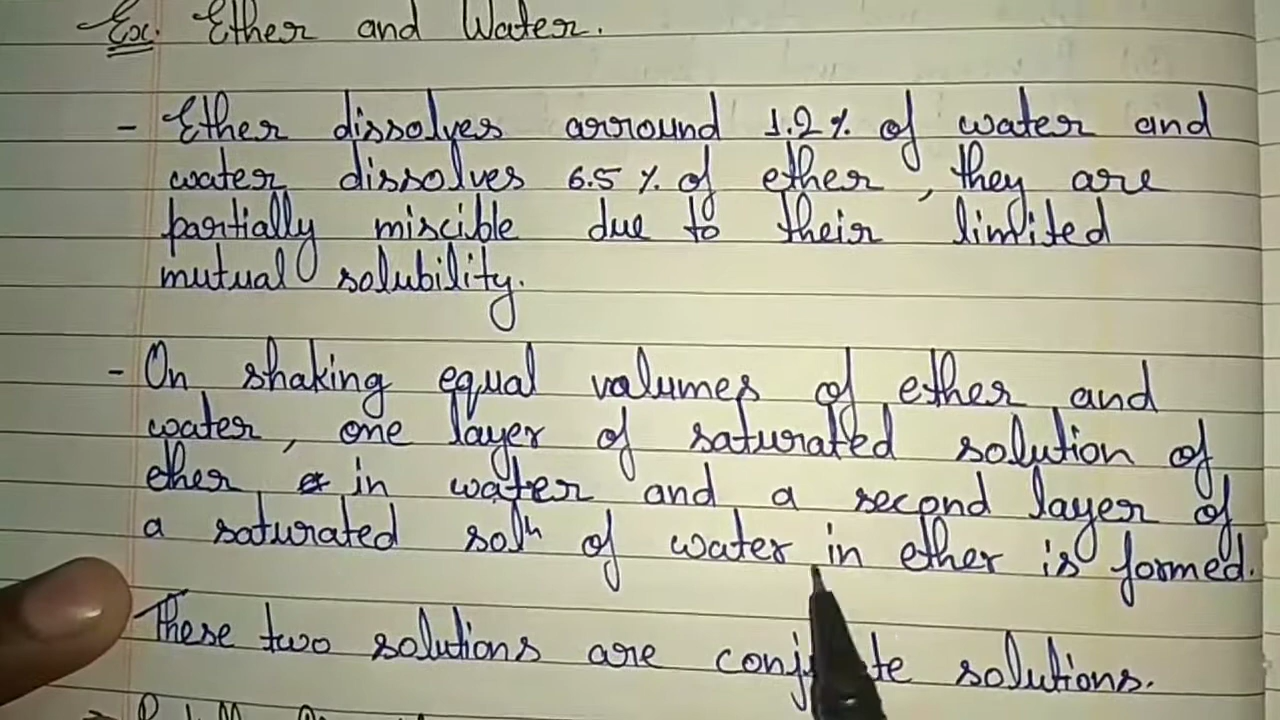 Ex. Ether and Water.
- Ether dissolves arround 1.2% of water and
water dissolves 6.5 % of ether, they are
partially miscible due to their limited
mutual solubility.
- On shaking equal volumes of ether and
water, one layer of saturated solution of
ether in water and a second layer of
a saturated solⁿ of water in ether is formed.
These two solutions are solutions.